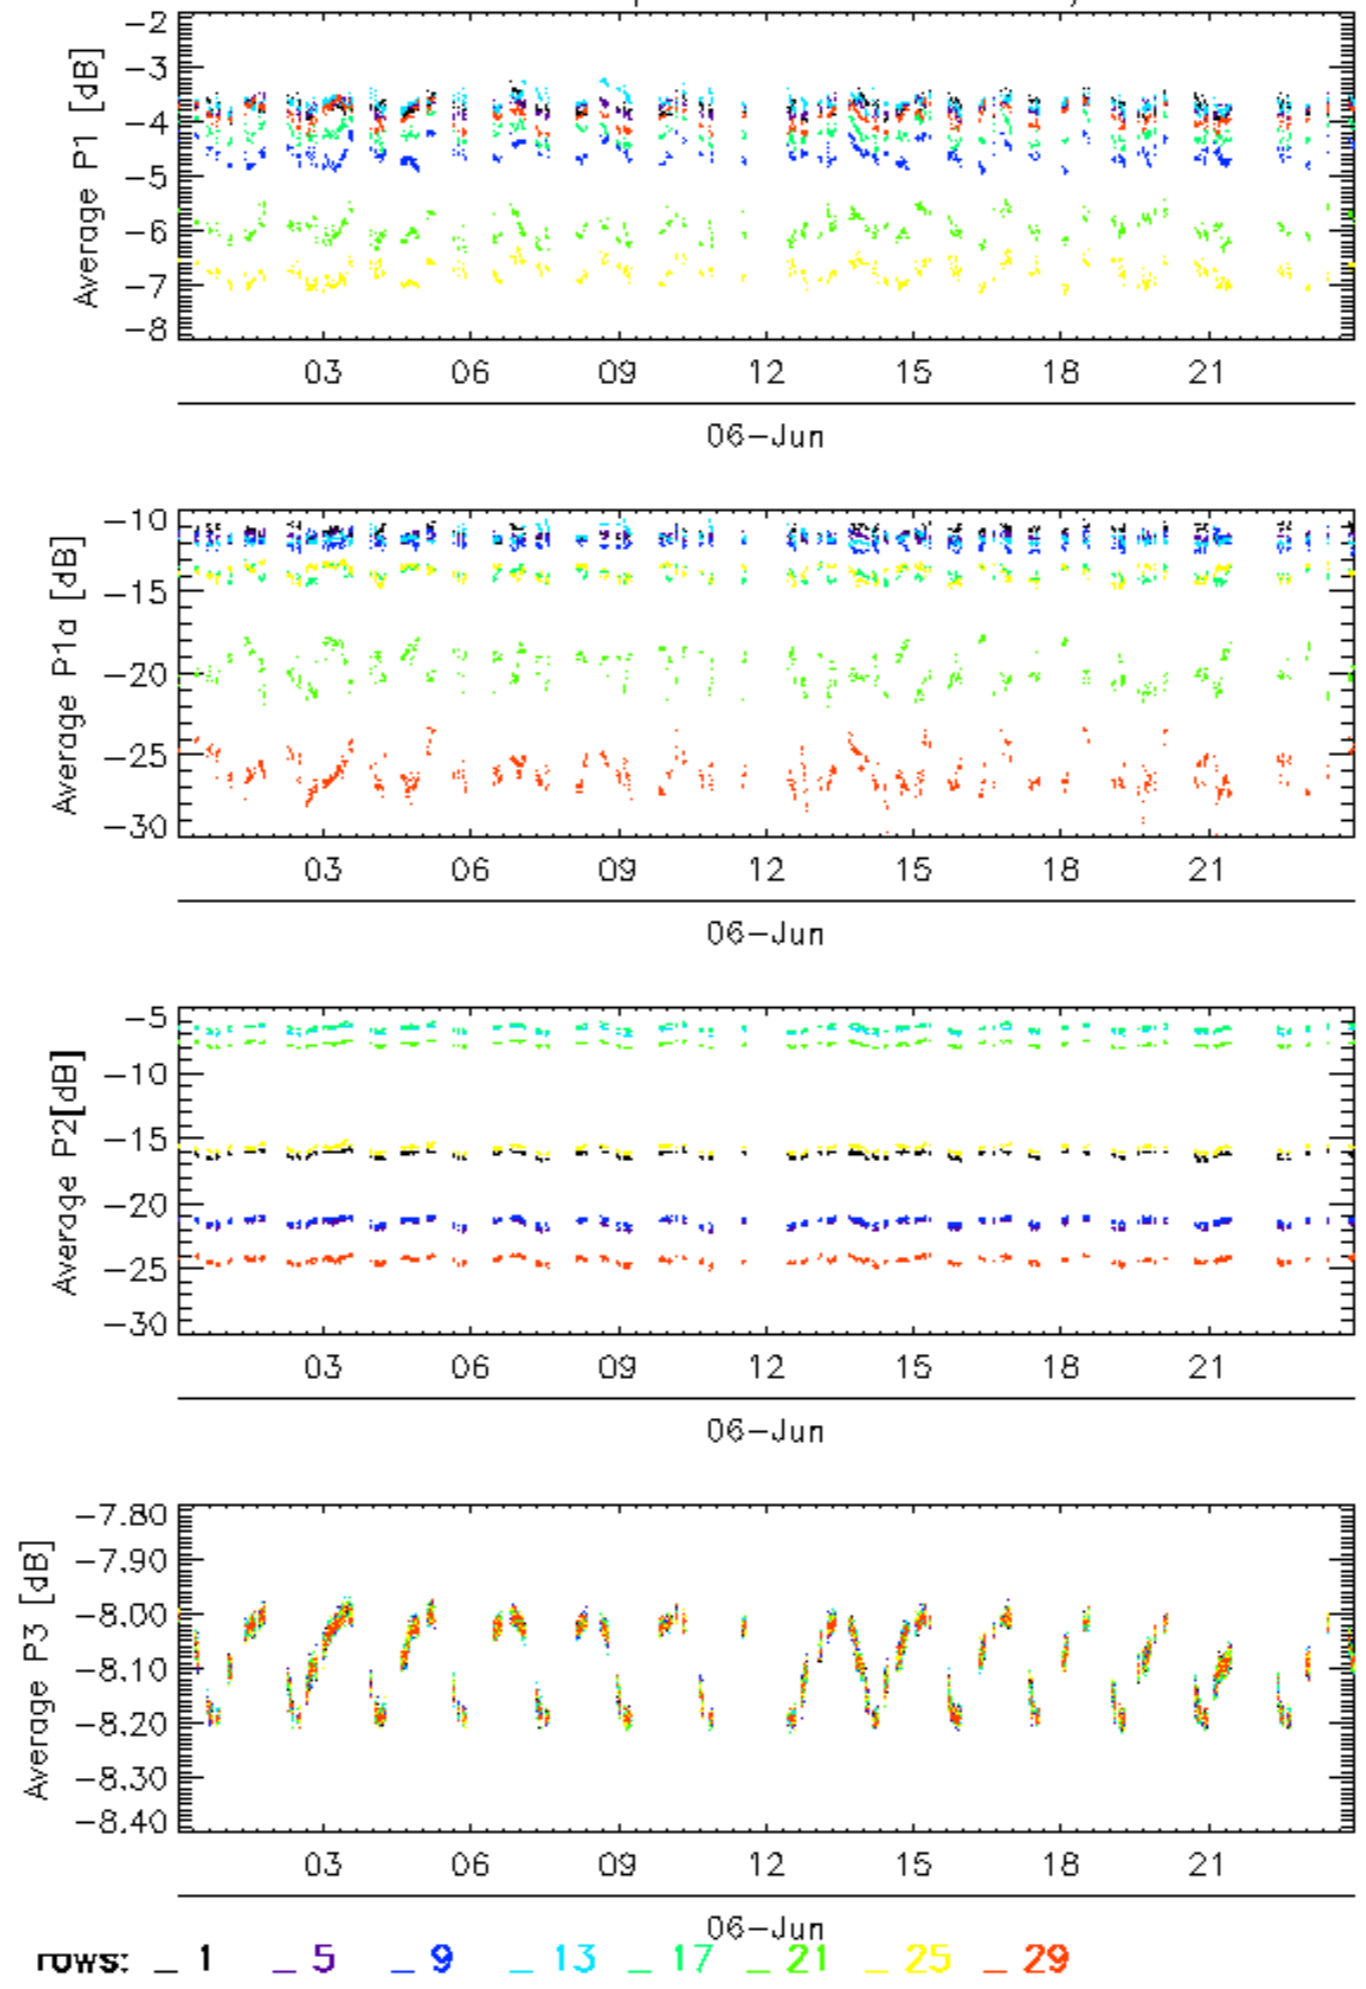 Average P1 [dB]
-2
-3
-4
-5
-6
-7
-8
03 06 09 12 15 18 21
06-Jun
Average P1a [dB]
-10
-15
-20
-25
-30
03 06 09 12 15 18 21
06-Jun
Average P2[dB]
-5
-10
-15
-20
-25
-30
03 06 09 12 15 18 21
06-Jun
Average P3 [dB]
-7.80
-7.90
-8.00
-8.10
-8.20
-8.30
-8.40
03 06 09 12 15 18 21
06-Jun
rows: _ 1 _ 5 _ 9 _ 13 _ 17 _ 21 _ 25 _ 29